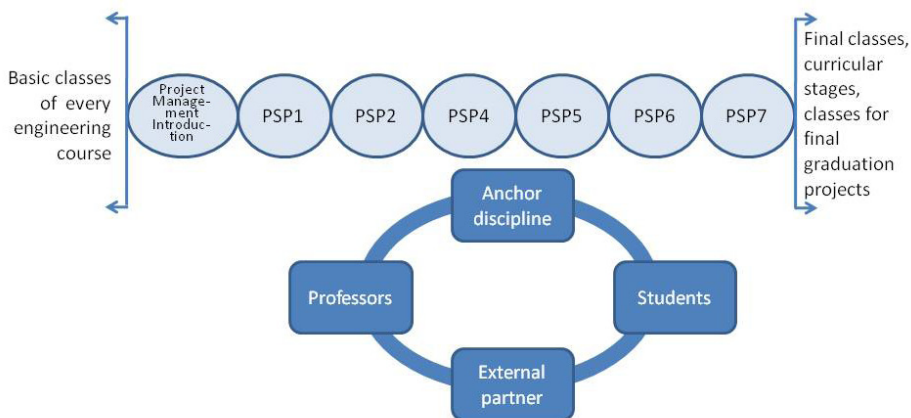 Basic classes
of every
engineering
course
Project
Manage-
ment
Introduc-
tion
PSP1
PSP2
PSP4
PSP5
PSP6
PSP7
Final classes,
curricular
stages,
classes for
final
graduation
projects
Anchor
discipline
Professors
Students
External
partner